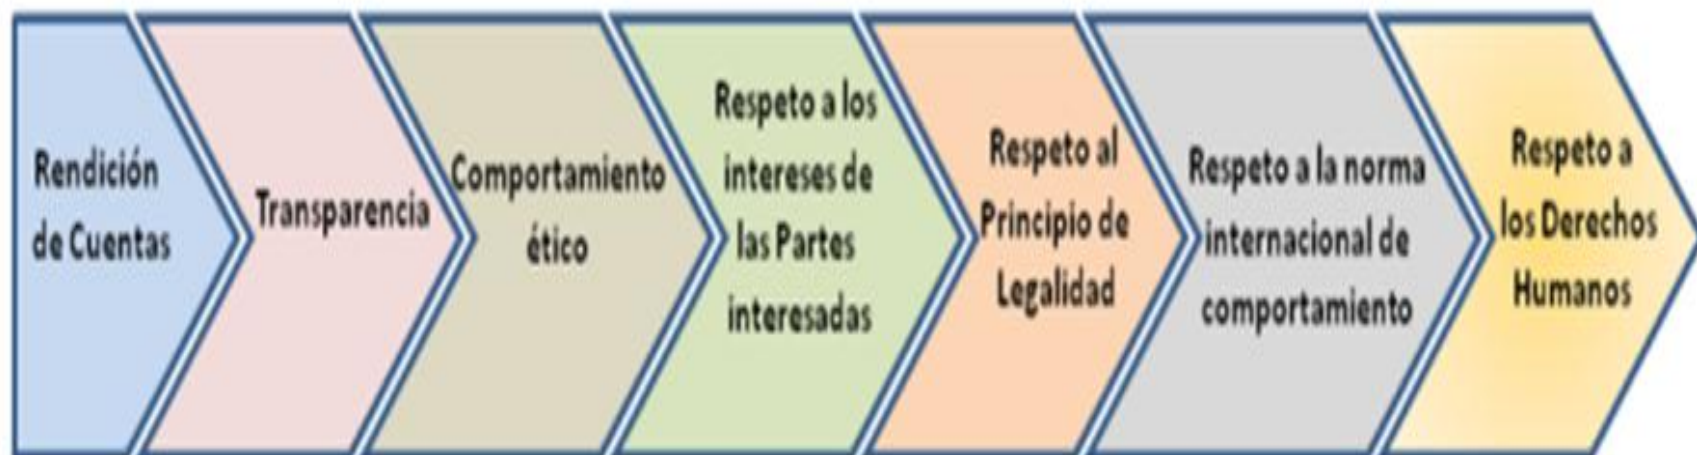 Rendición
de Cuentas
Transparencia
Comportamiento
ético
Respeto a los
intereses de
las Partes
interesadas
Respeto al
Principio de
Legalidad
Respeto a la norma
internacional de
comportamiento
Respeto a
los Derechos
Humanos